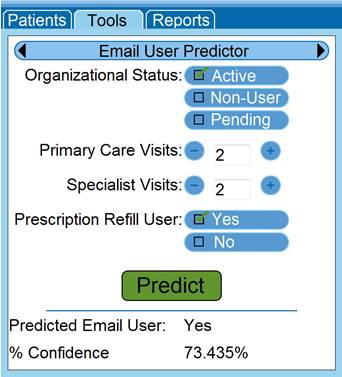 Patients Tools Reports
Email User Predictor
Organizational Status: Active
Non-User
Pending
Primary Care Visits: - 2 +
Specialist Visits: - 2 +
Prescription Refill User: Yes
No
Predict
Predicted Email User: Yes
% Confidence 73.435%